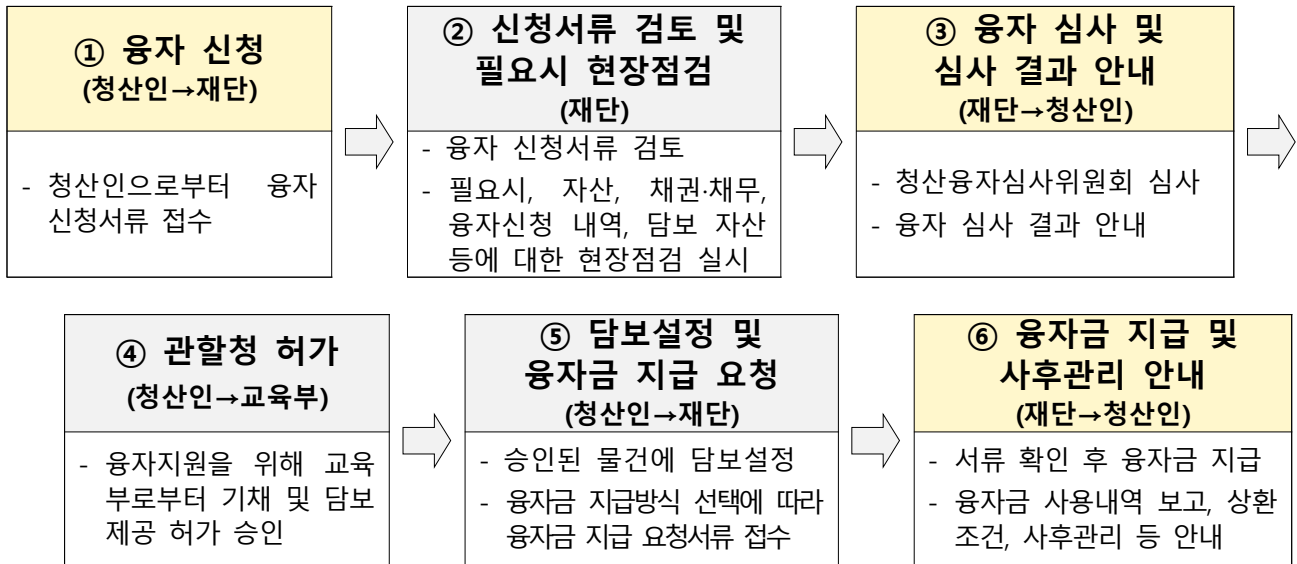 ① 융자 신청
(청산인→재단)
- 청산인으로부터 융자
신청서류 접수
② 신청서류 검토 및
필요시 현장점검
(재단)
- 융자 신청서류 검토
- 필요시, 자산, 채권·채무,
융자신청 내역, 담보 자산
등에 대한 현장점검 실시
③ 융자 심사 및
심사 결과 안내
(재단→청산인)
- 청산융자심사위원회 심사
- 융자 심사 결과 안내
④ 관할청 허가
(청산인→교육부)
- 융자지원을 위해 교육
부로부터 기채 및 담보
제공 허가 승인
⑤ 담보설정 및
융자금 지급 요청
(청산인→재단)
- 승인된 물건에 담보설정
- 융자금 지급방식 선택에 따라
융자금 지급 요청서류 접수
⑥ 융자금 지급 및
사후관리 안내
(재단→청산인)
- 서류 확인 후 융자금 지급
- 융자금 사용내역 보고, 상환
조건, 사후관리 등 안내